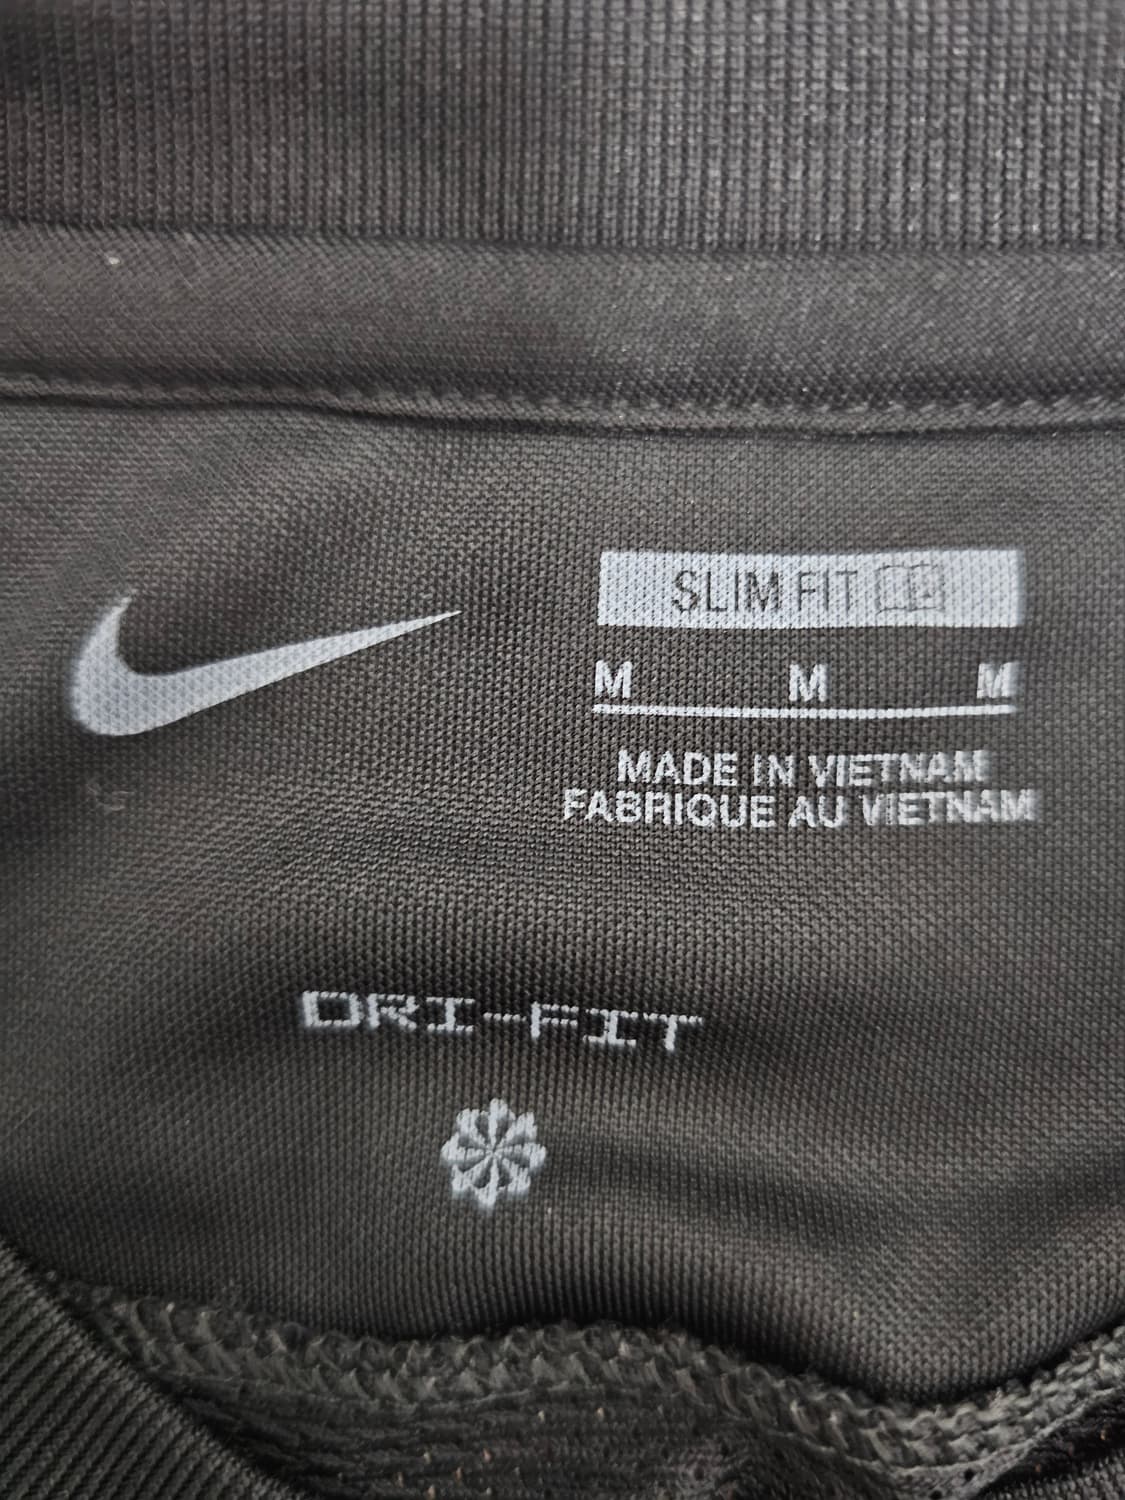 SLIM FIT
M M M
MADE IN VIETNAM
FABRIQUE AU VIETNAM
DRI-FIT